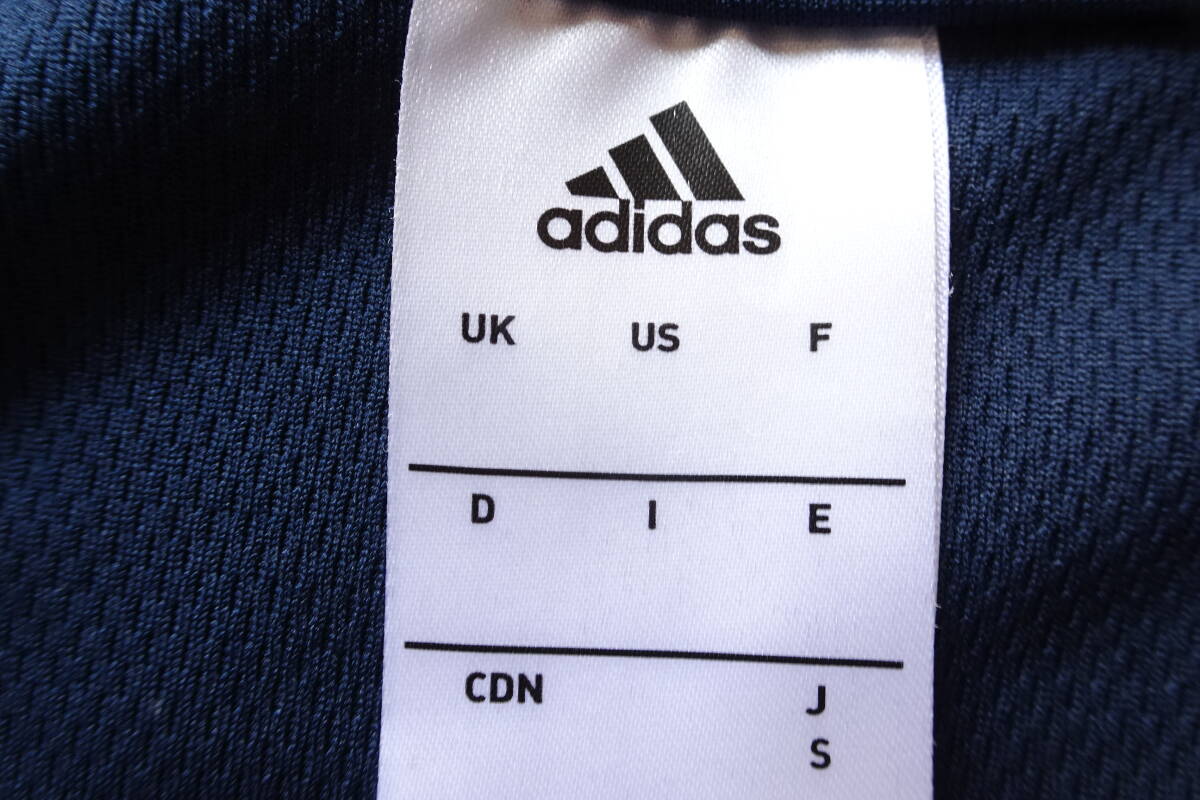 adidas
UK US F
D I E
CDN J
S